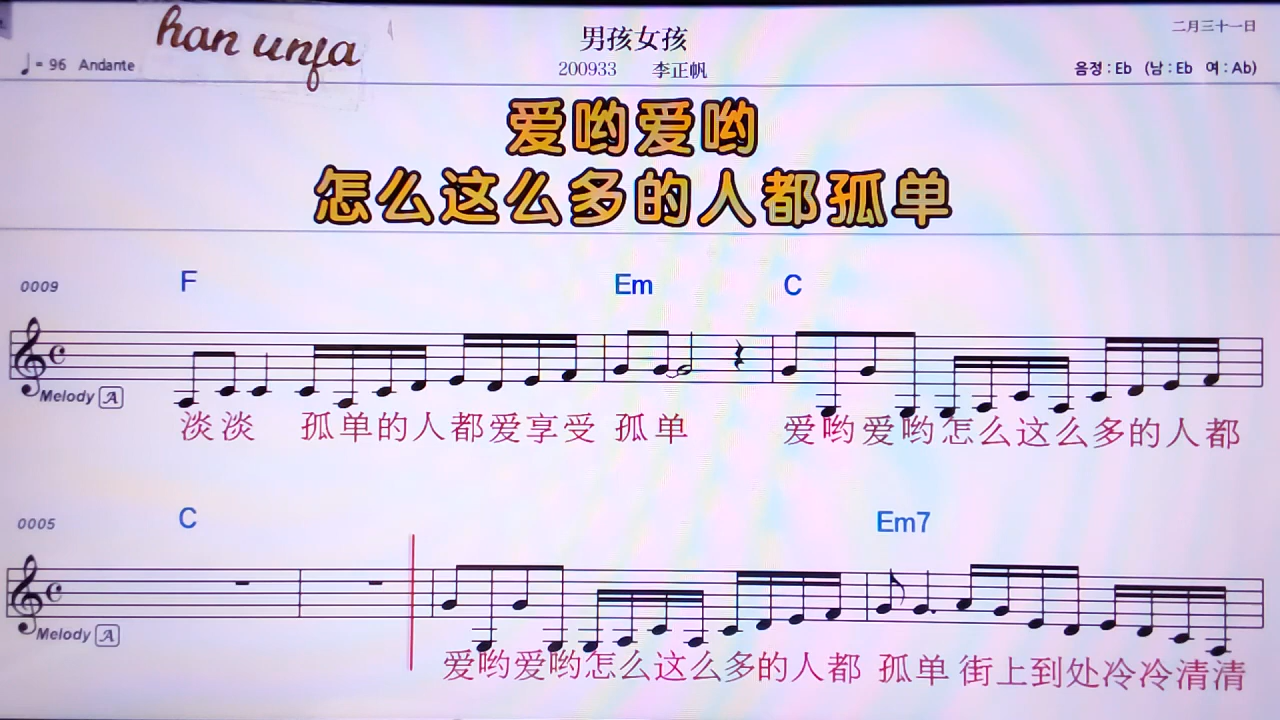 han unfa
男孩女孩
二月三十一日
♩= 96 Andante
200933 李正帆
음정 : Eb (남 : Eb 여 : Ab)
爱哟爱哟
怎么这么多的人都孤单
0009 F Em C
Melody A
淡淡 孤单的人都爱享受 孤单 爱哟爱哟怎么这么多的人都
0005 C Em7
Melody A
爱哟爱哟怎么这么多的人都 孤单 街上到处冷冷清清